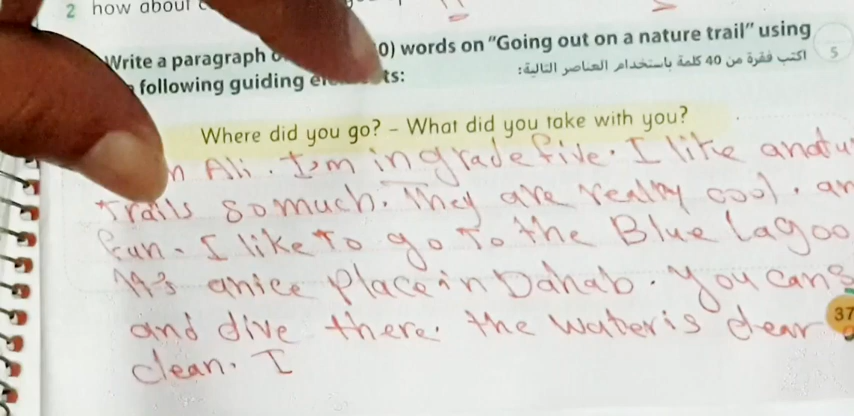 2 how about
Write a paragraph 0) words on "Going out on a nature trail" using
following guiding ts:
اكتب فقرة من 40 كلمة باستخدام العناصر التالية:
5
Where did you go? - What did you take with you?
Ali. I'm in grade five. I like anatu
Trails so much. They are really cool. an
fun. I like To go To the Blue Lagoo
It's anice place in Dahab. You can s
and dive there. the water is clear
37
clean. I